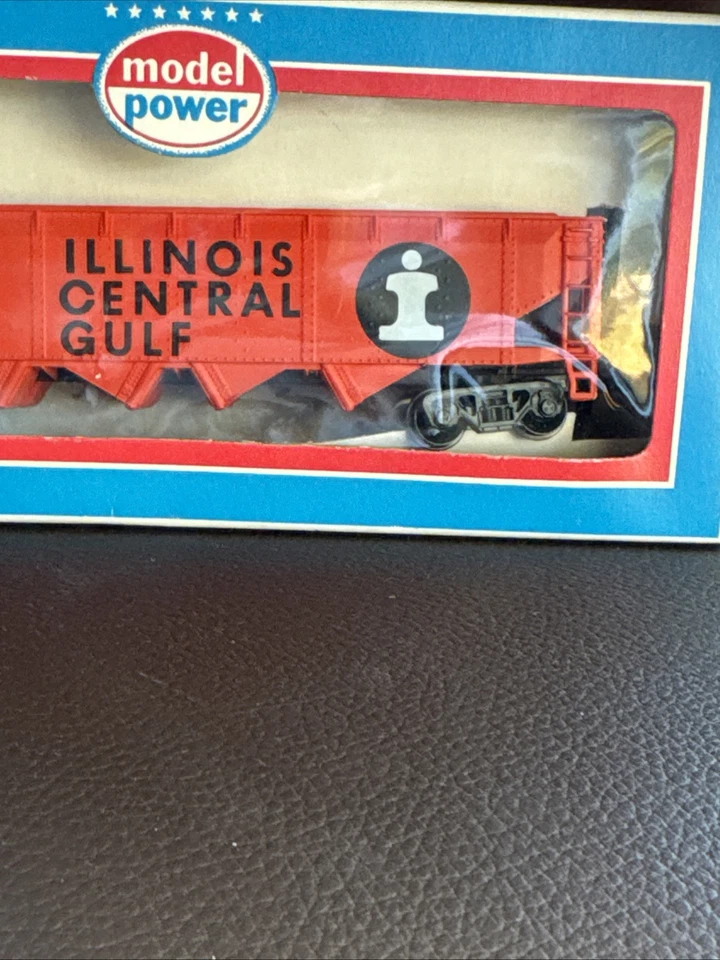 model
power
ILLINOIS
CENTRAL
GULF
i